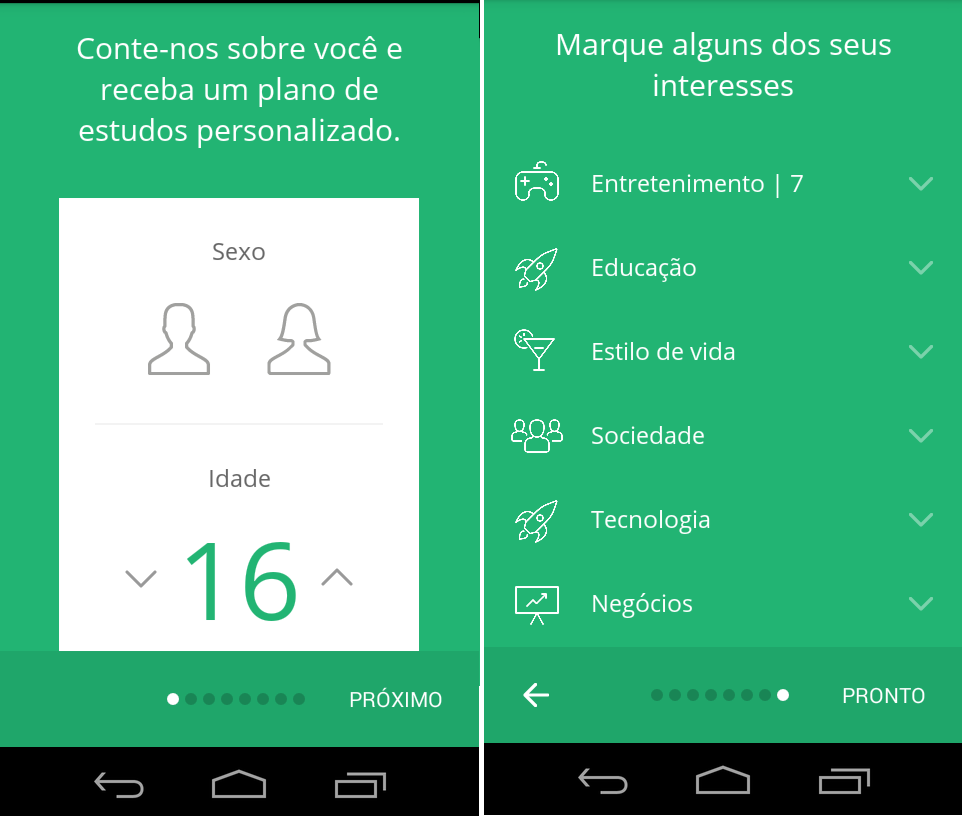 Conte-nos sobre você e
receba um plano de
estudos personalizado.
Sexo
Idade
16
PRÓXIMO
Marque alguns dos seus
interesses
Entretenimento | 7
Educação
Estilo de vida
Sociedade
Tecnologia
Negócios
PRONTO